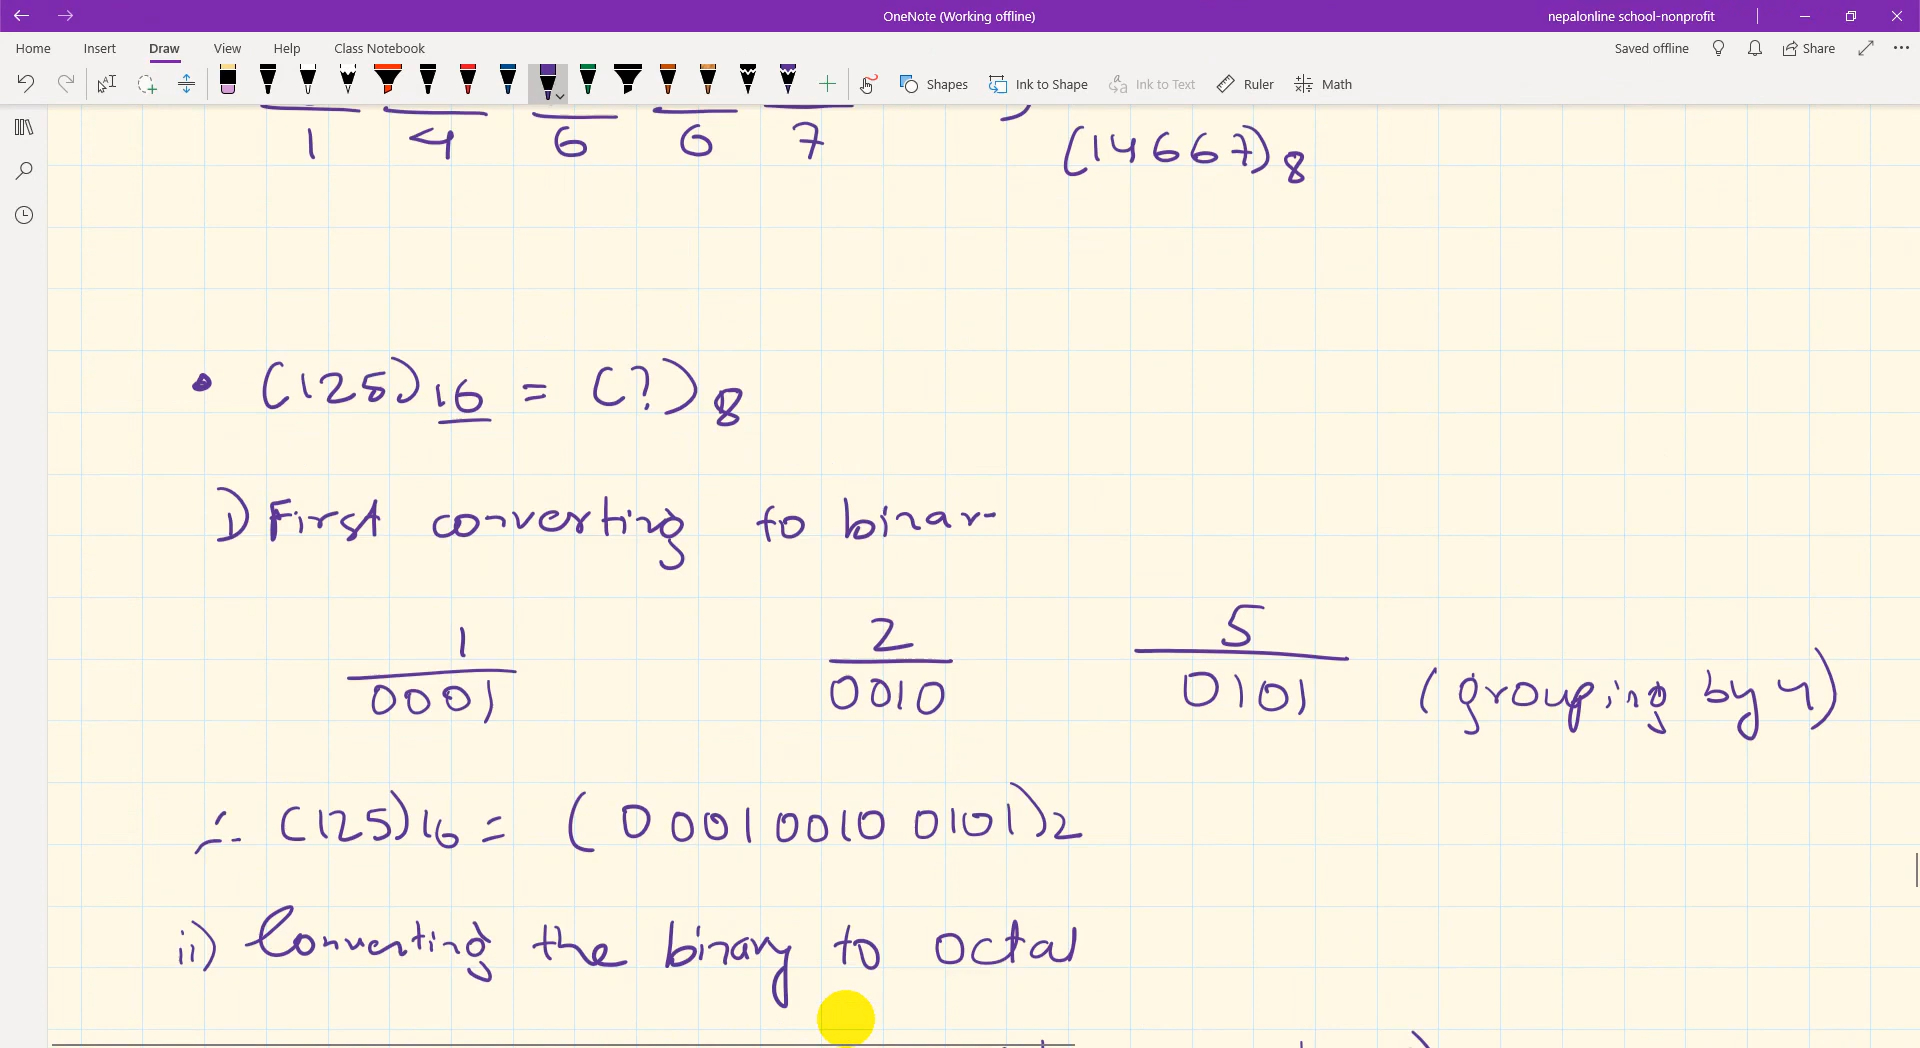 OneNote (Working offline)
nepalonline school-nonprofit
Home Insert Draw View Help Class Notebook
Saved offline Share
Shapes Ink to Shape Ink to Text Ruler Math
1 4 6 6 7
(14667)8
• (125)16 = (?)8
1) First converting to binar
1 2 5
0001 0010 0101 (grouping by 4)
∴ (125)16 = (0001 0010 0101)2
ii) Converting the binary to octal